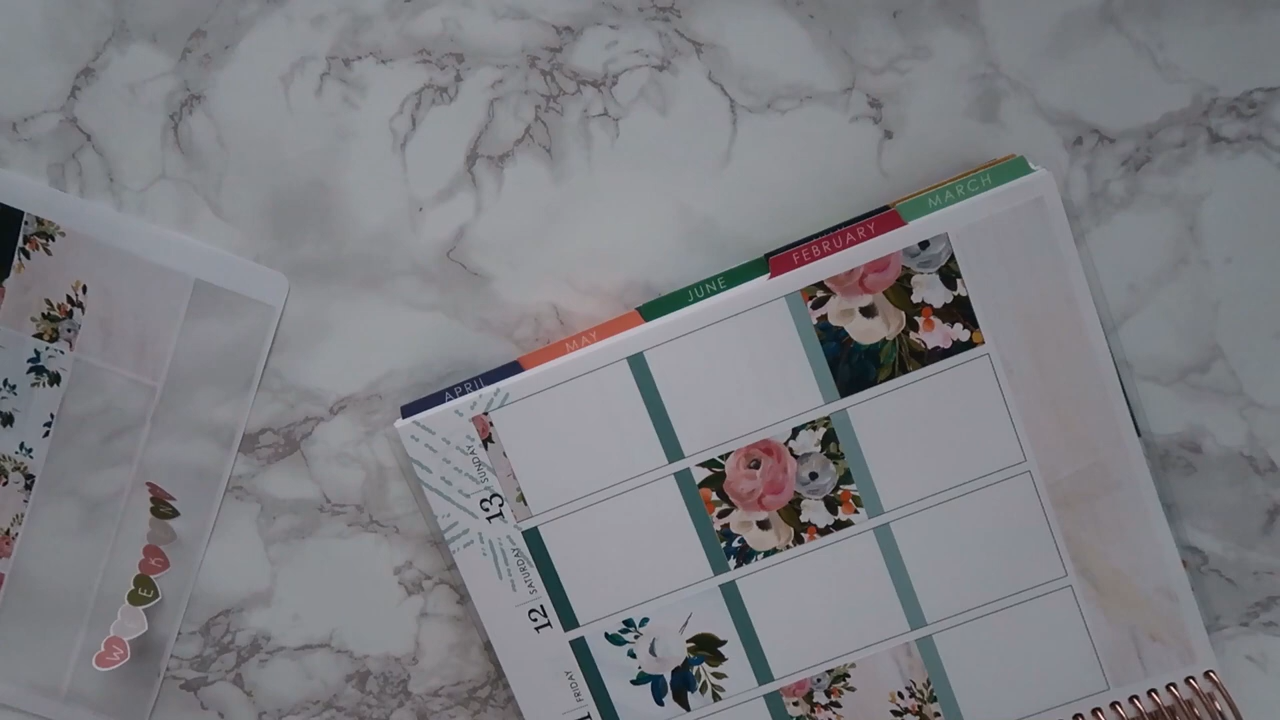 APRIL
MAY
JUNE
FEBRUARY
MARCH
13 SUNDAY
12 SATURDAY
FRIDAY
W
E
K